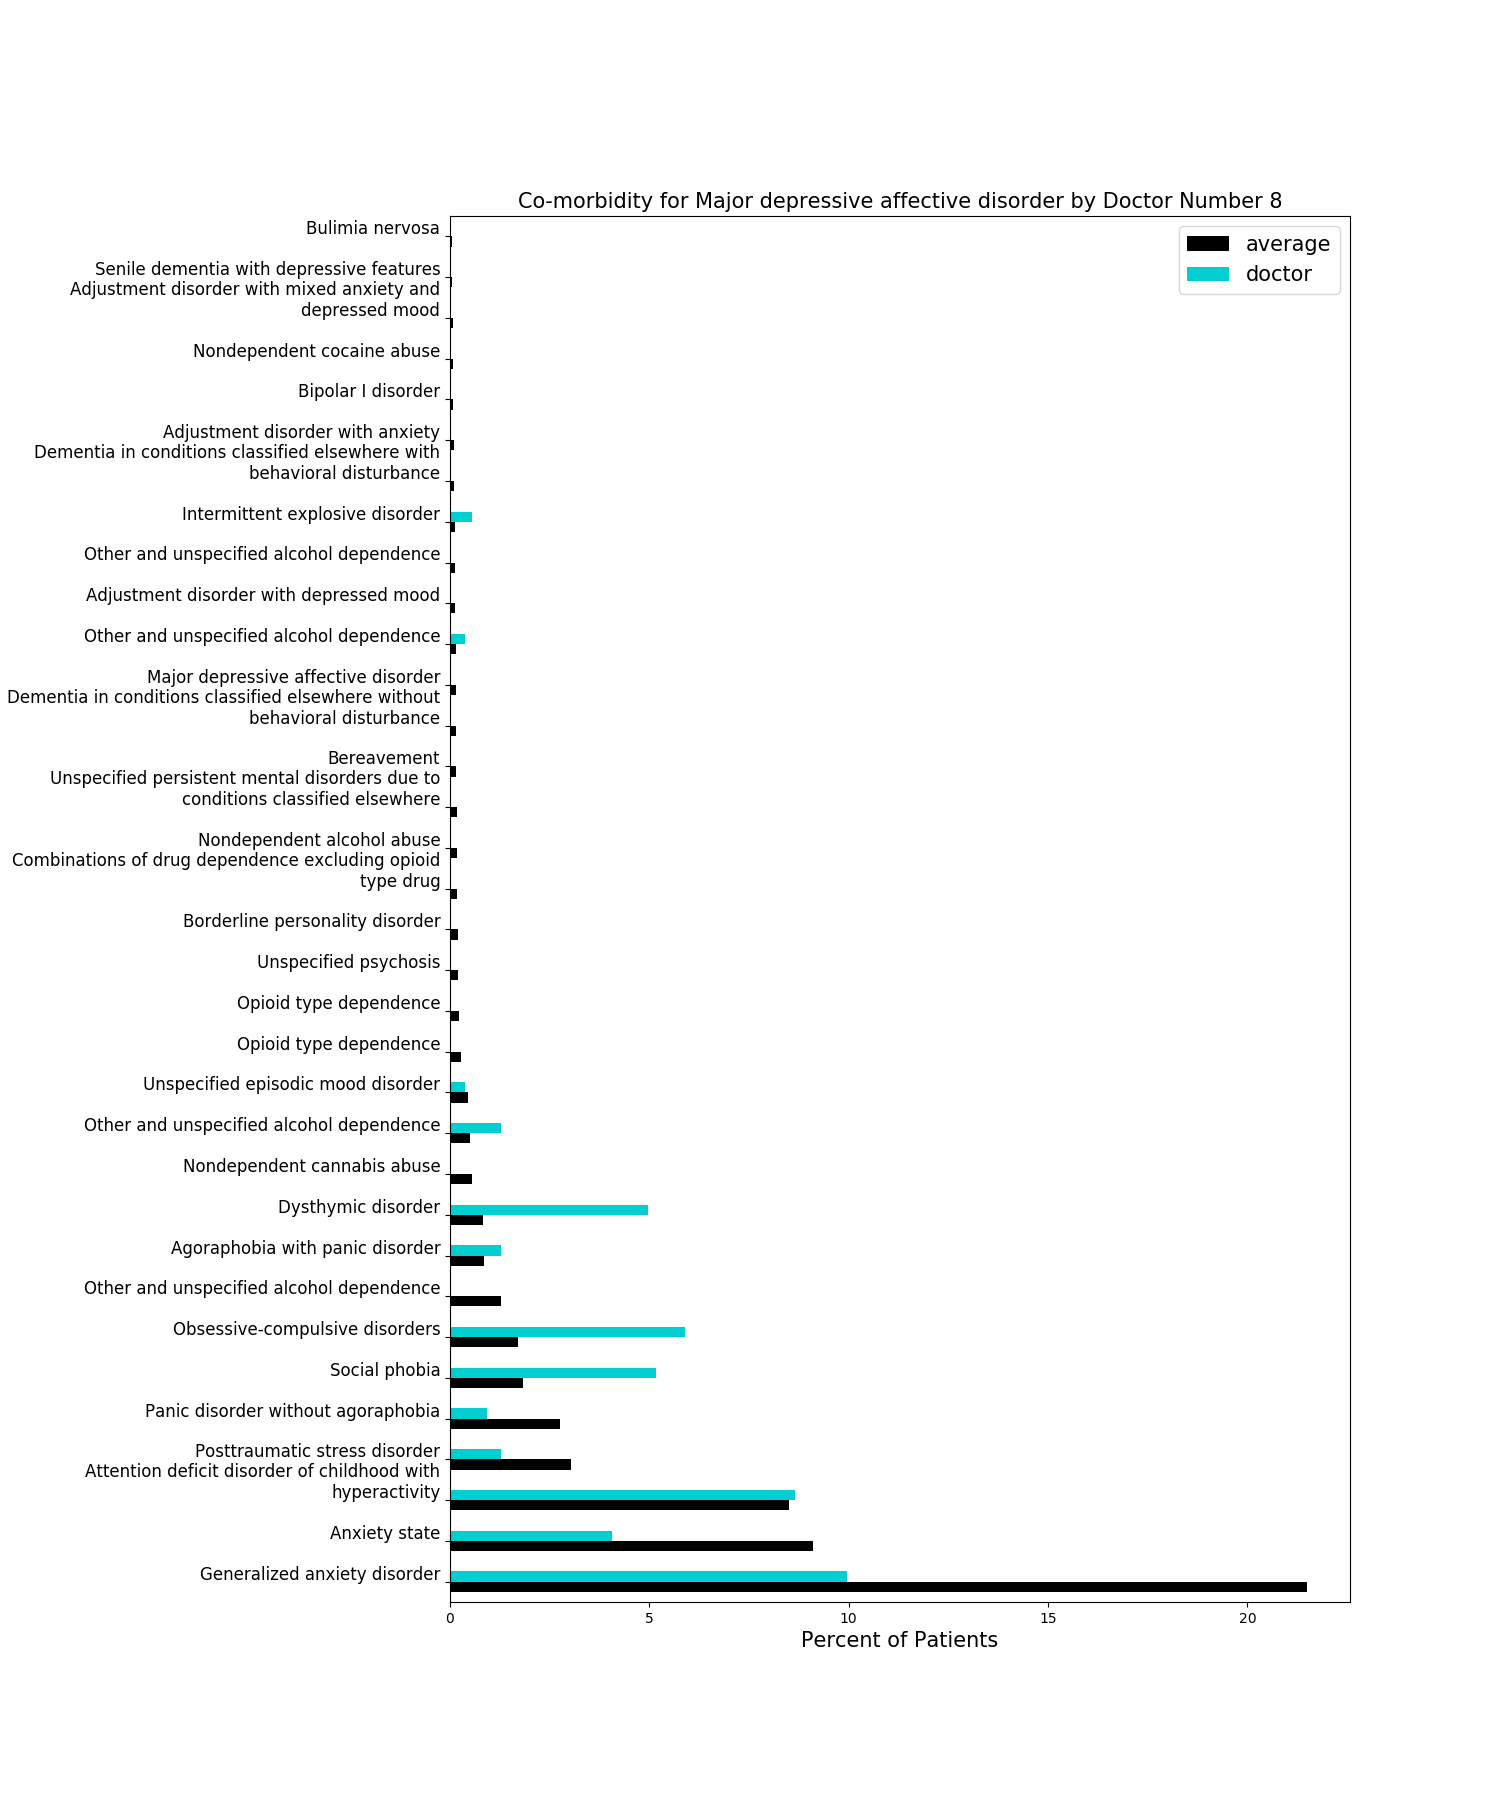 Co-morbidity for Major depressive affective disorder by Doctor Number 8
average
doctor
Bulimia nervosa
Senile dementia with depressive features
Adjustment disorder with mixed anxiety and
depressed mood
Nondependent cocaine abuse
Bipolar I disorder
Adjustment disorder with anxiety
Dementia in conditions classified elsewhere with
behavioral disturbance
Intermittent explosive disorder
Other and unspecified alcohol dependence
Adjustment disorder with depressed mood
Other and unspecified alcohol dependence
Major depressive affective disorder
Dementia in conditions classified elsewhere without
behavioral disturbance
Bereavement
Unspecified persistent mental disorders due to
conditions classified elsewhere
Nondependent alcohol abuse
Combinations of drug dependence excluding opioid
type drug
Borderline personality disorder
Unspecified psychosis
Opioid type dependence
Opioid type dependence
Unspecified episodic mood disorder
Other and unspecified alcohol dependence
Nondependent cannabis abuse
Dysthymic disorder
Agoraphobia with panic disorder
Other and unspecified alcohol dependence
Obsessive-compulsive disorders
Social phobia
Panic disorder without agoraphobia
Posttraumatic stress disorder
Attention deficit disorder of childhood with
hyperactivity
Anxiety state
Generalized anxiety disorder
0 5 10 15 20
Percent of Patients